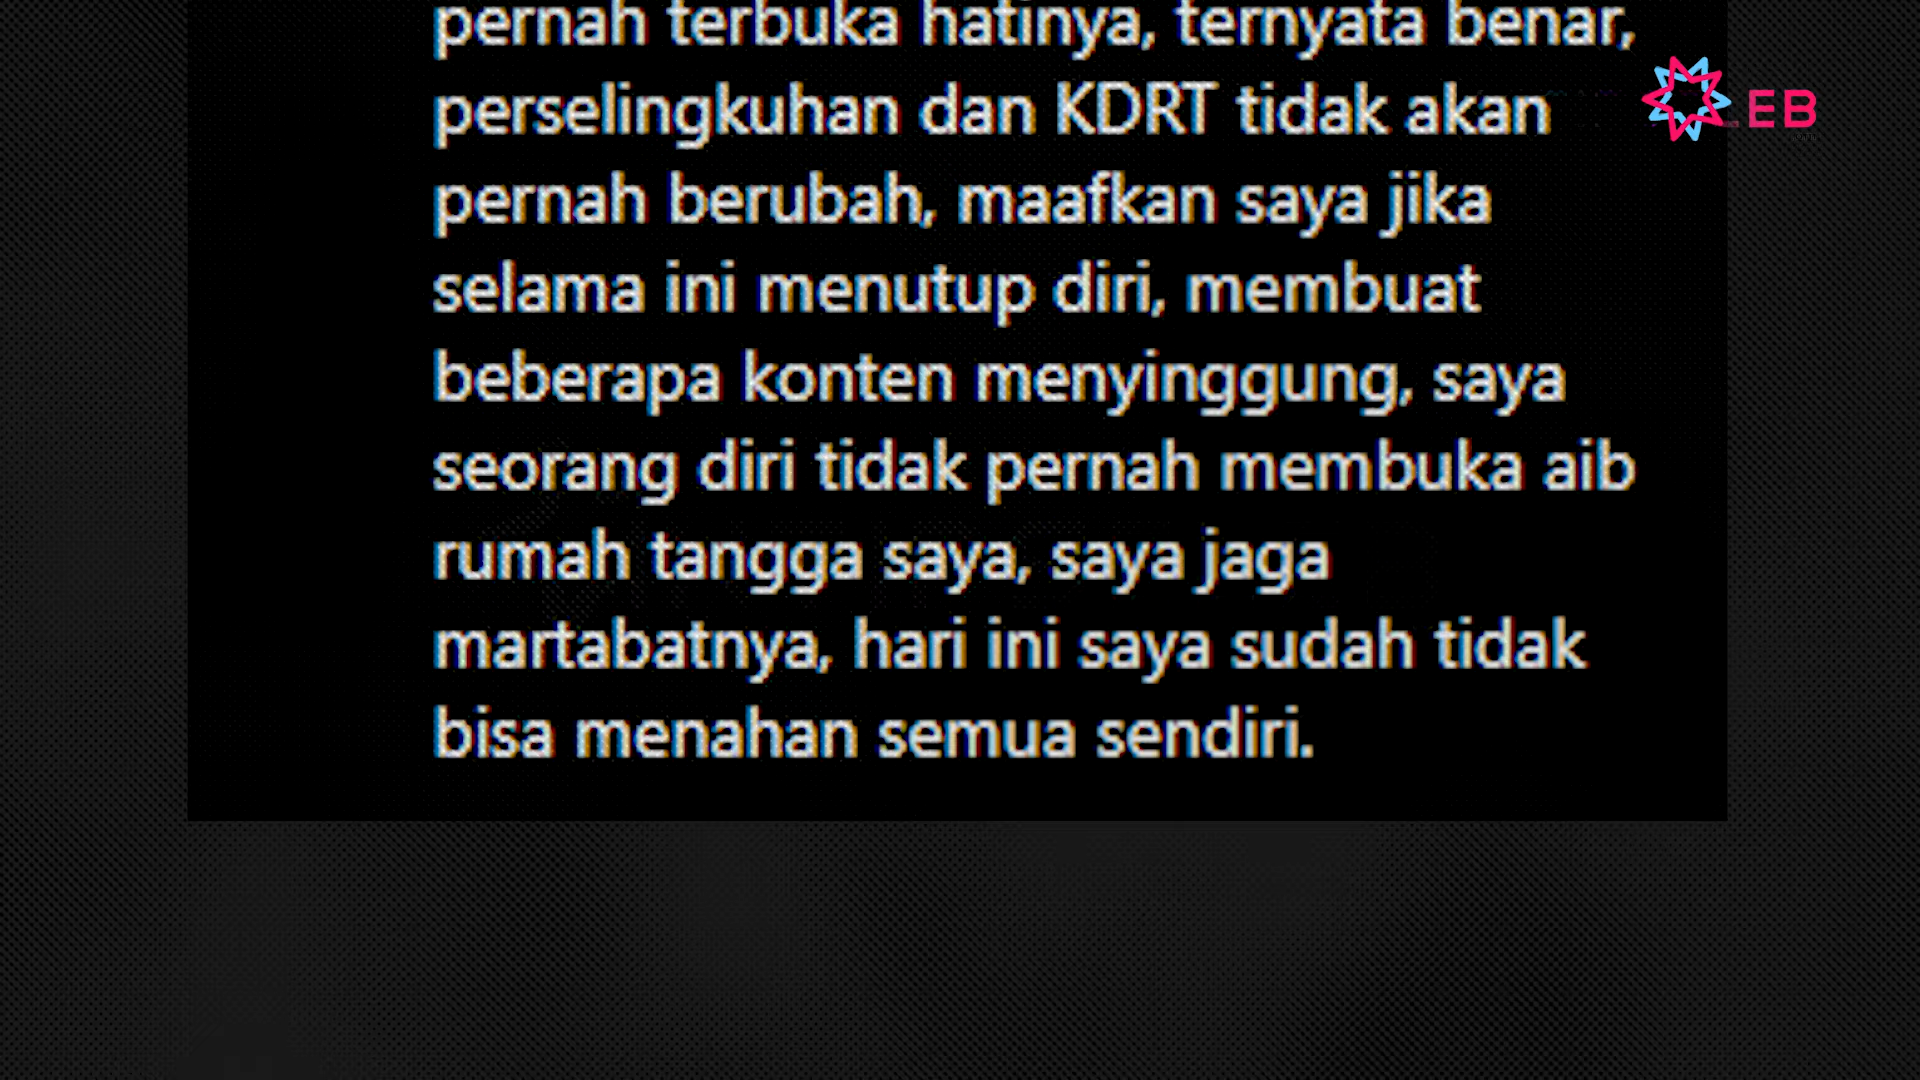 pernah terbuka hatinya, ternyata benar,
perselingkuhan dan KDRT tidak akan
pernah berubah, maafkan saya jika
selama ini menutup diri, membuat
beberapa konten menyinggung, saya
seorang diri tidak pernah membuka aib
rumah tangga saya, saya jaga
martabatnya, hari ini saya sudah tidak
bisa menahan semua sendiri.
EB